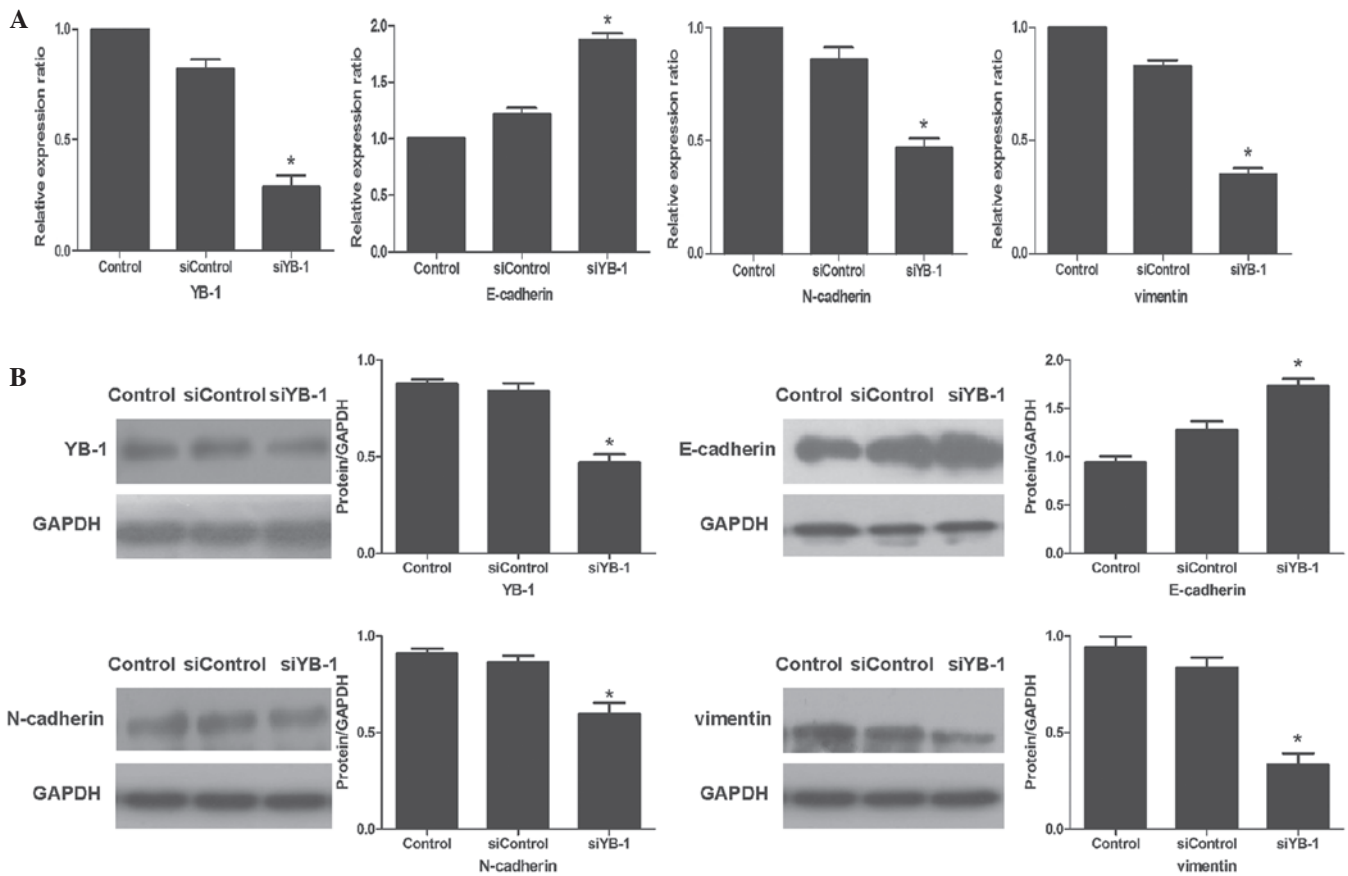 A
Relative expression ratio
1.0
0.5
0.0
*
Control siControl siYB-1
YB-1
Relative expression ratio
2.0
1.5
1.0
0.5
0.0
*
Control siControl siYB-1
E-cadherin
Relative expression ratio
1.0
0.5
0.0
*
Control siControl siYB-1
N-cadherin
Relative expression ratio
1.0
0.5
0.0
*
Control siControl siYB-1
vimentin
B
Control siControl siYB-1
YB-1
GAPDH
Protein/GAPDH
1.0
0.5
0.0
*
Control siControl siYB-1
YB-1
Control siControl siYB-1
E-cadherin
GAPDH
Protein/GAPDH
2.0
1.5
1.0
0.5
0.0
*
Control siControl siYB-1
E-cadherin
Control siControl siYB-1
N-cadherin
GAPDH
Protein/GAPDH
1.0
0.5
0.0
*
Control siControl siYB-1
N-cadherin
Control siControl siYB-1
vimentin
GAPDH
Protein/GAPDH
1.0
0.5
0.0
*
Control siControl siYB-1
vimentin